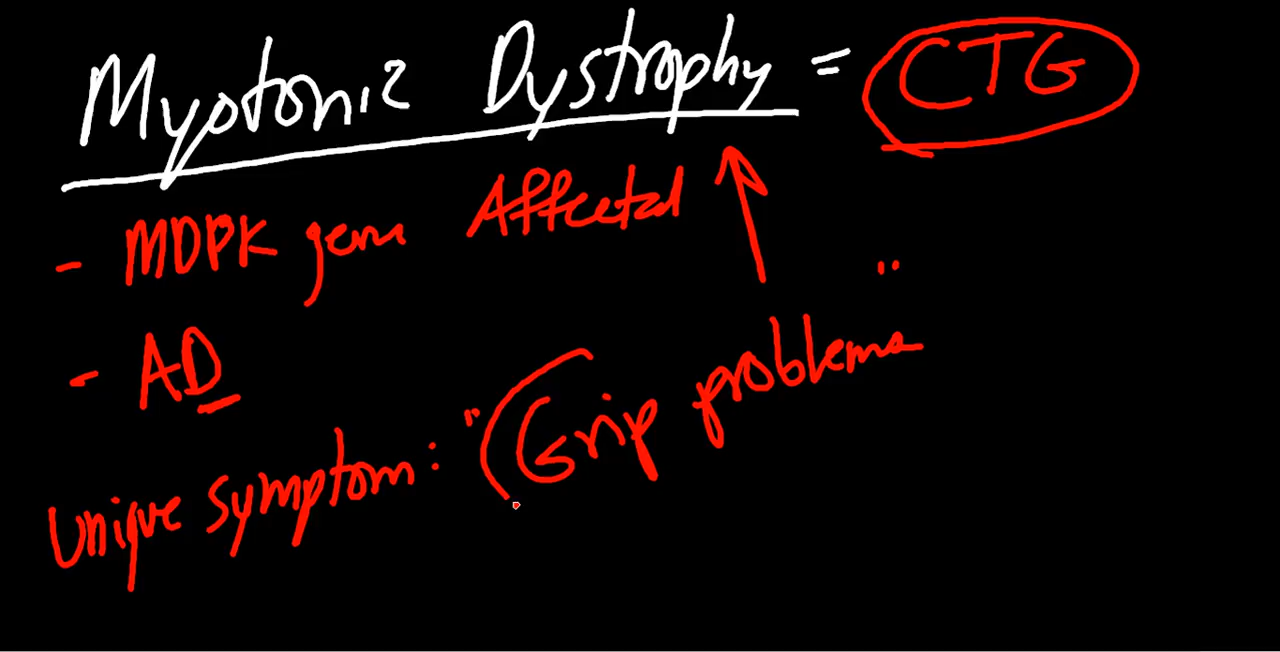 Myotonic Dystrophy = CTG
- MDPK gene Affected
- AD
Unique symptom: "Grip problems"